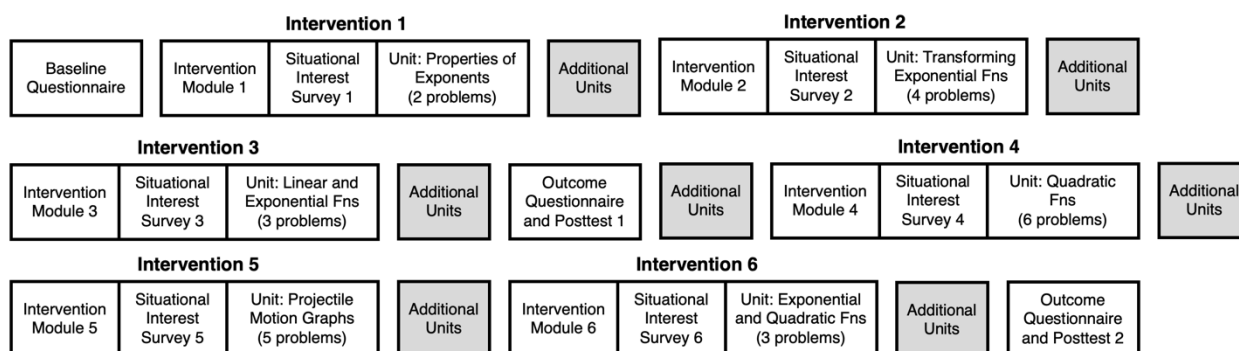 Intervention 1
Intervention 2
Baseline
Questionnaire
Intervention
Module 1
Situational
Interest
Survey 1
Unit: Properties of
Exponents
(2 problems)
Additional
Units
Intervention
Module 2
Situational
Interest
Survey 2
Unit: Transforming
Exponential Fns
(4 problems)
Additional
Units
Intervention 3
Intervention 4
Intervention
Module 3
Situational
Interest
Survey 3
Unit: Linear and
Exponential Fns
(3 problems)
Additional
Units
Outcome
Questionnaire
and Posttest 1
Additional
Units
Intervention
Module 4
Situational
Interest
Survey 4
Unit: Quadratic
Fns
(6 problems)
Additional
Units
Intervention 5
Intervention 6
Intervention
Module 5
Situational
Interest
Survey 5
Unit: Projectile
Motion Graphs
(5 problems)
Additional
Units
Intervention
Module 6
Situational
Interest
Survey 6
Unit: Exponential
and Quadratic Fns
(3 problems)
Additional
Units
Outcome
Questionnaire
and Posttest 2